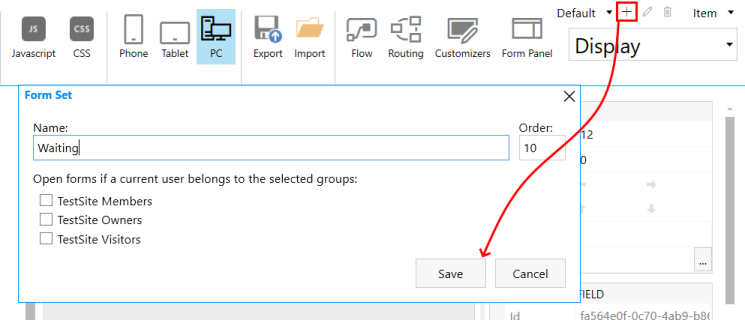 Default
Item
JS
CSS
Javascript
CSS
Phone
Tablet
PC
Export
Import
Flow
Routing
Customizers
Form Panel
Display
Form Set
Name:
Order:
Waiting
10
12
0
Open forms if a current user belongs to the selected groups:
TestSite Members
TestSite Owners
TestSite Visitors
...
Save
Cancel
FIELD
Id
fa564e0f-0c70-4ab9-b86